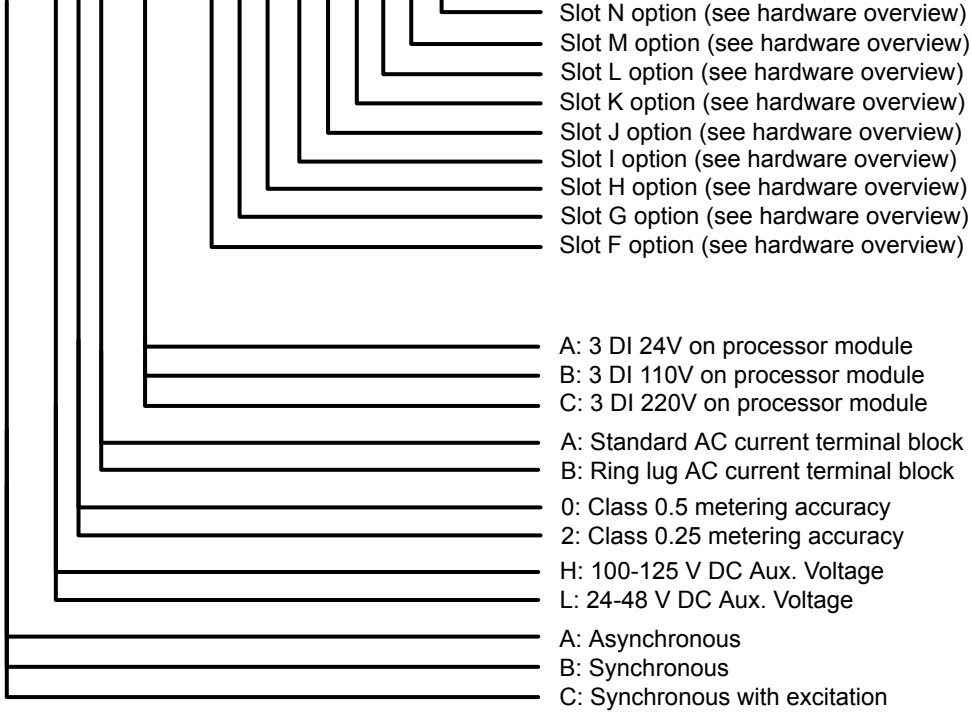 Slot N option (see hardware overview)
Slot M option (see hardware overview)
Slot L option (see hardware overview)
Slot K option (see hardware overview)
Slot J option (see hardware overview)
Slot I option (see hardware overview)
Slot H option (see hardware overview)
Slot G option (see hardware overview)
Slot F option (see hardware overview)
A: 3 DI 24V on processor module
B: 3 DI 110V on processor module
C: 3 DI 220V on processor module
A: Standard AC current terminal block
B: Ring lug AC current terminal block
0: Class 0.5 metering accuracy
2: Class 0.25 metering accuracy
H: 100-125 V DC Aux. Voltage
L: 24-48 V DC Aux. Voltage
A: Asynchronous
B: Synchronous
C: Synchronous with excitation